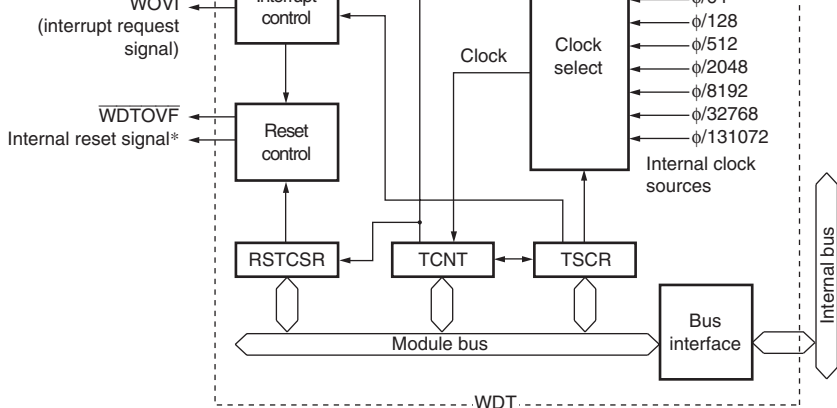 WOVI
(interrupt request
signal)
control
Clock
Clock
select
ϕ/128
ϕ/512
ϕ/2048
ϕ/8192
ϕ/32768
ϕ/131072
Internal clock
sources
WDTOVF
Internal reset signal*
Reset
control
RSTCSR
TCNT
TSCR
Module bus
Bus
interface
Internal bus
WDT